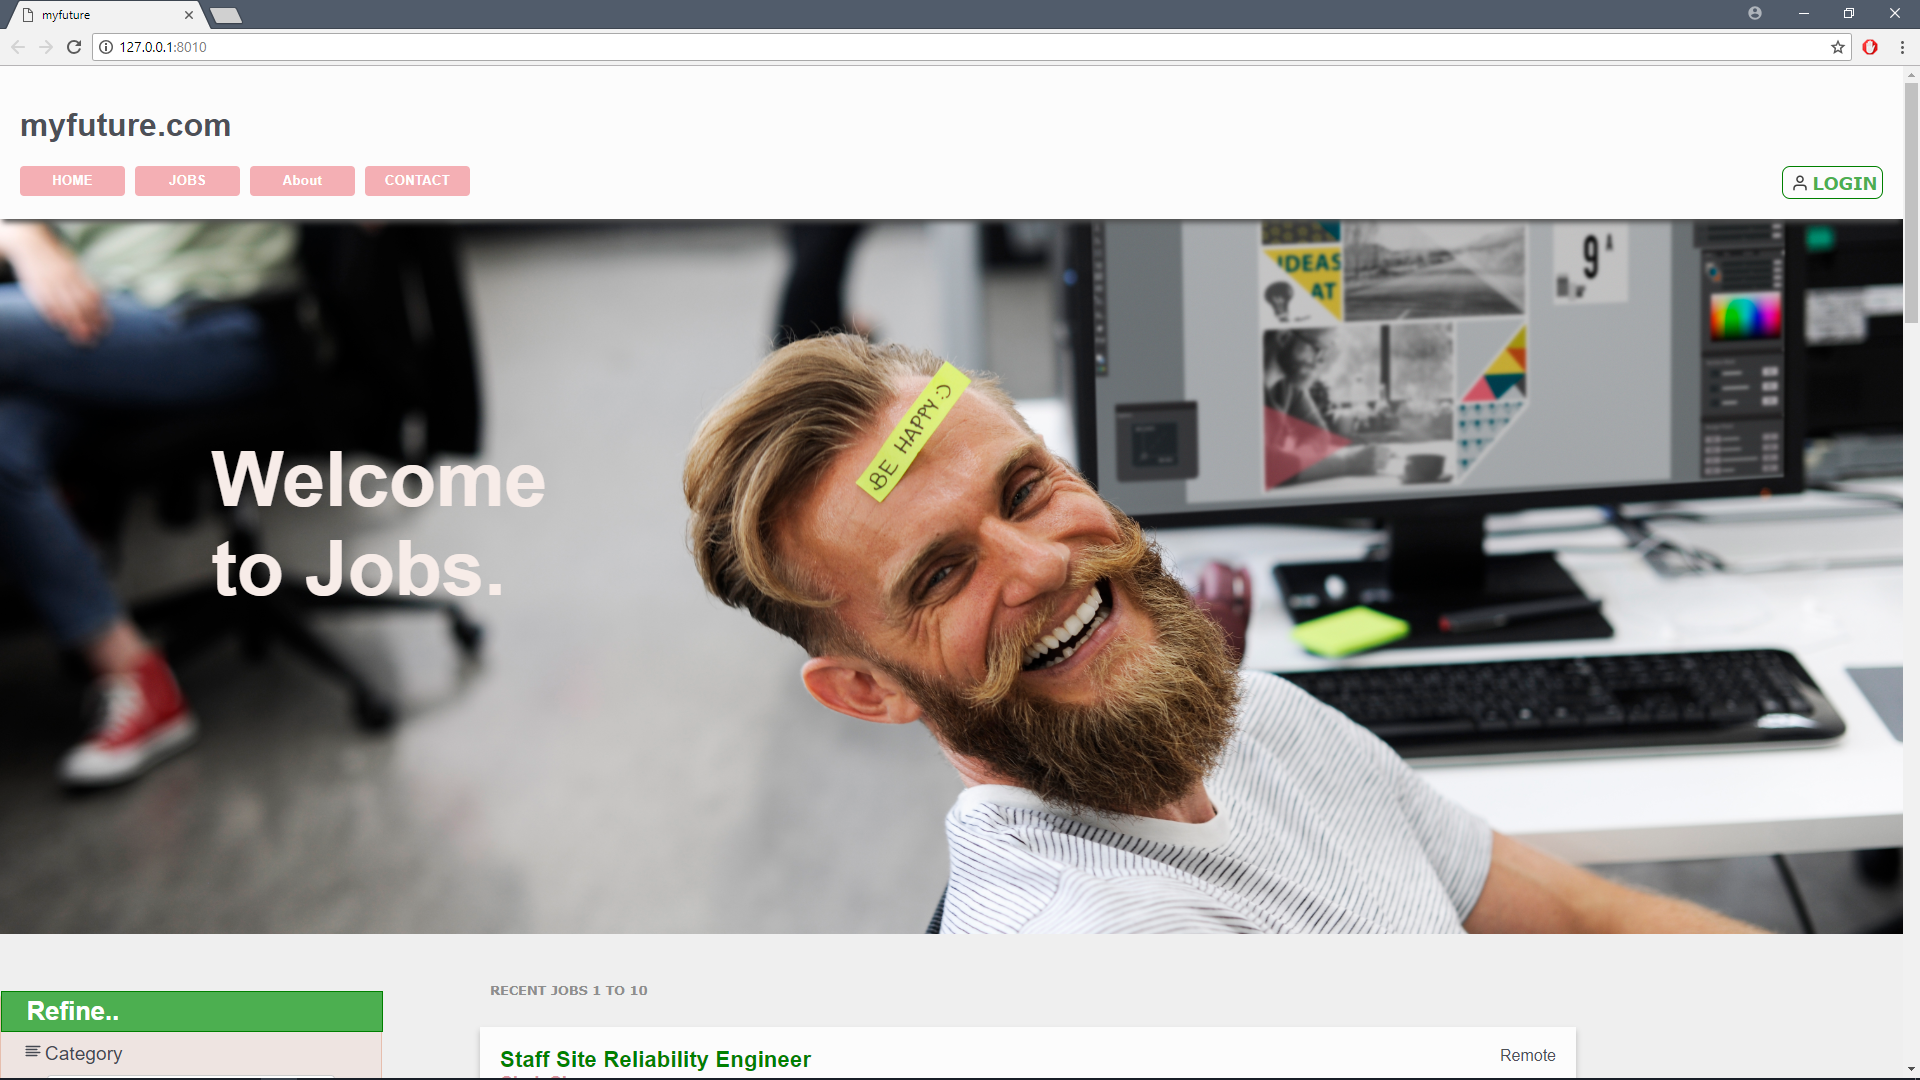 myfuture
127.0.0.1:8010
myfuture.com
HOME JOBS About CONTACT
LOGIN
IDEAS
AT
9 A
BE HAPPY :)
Welcome
to Jobs.
RECENT JOBS 1 TO 10
Refine..
Category
Staff Site Reliability Engineer
Remote